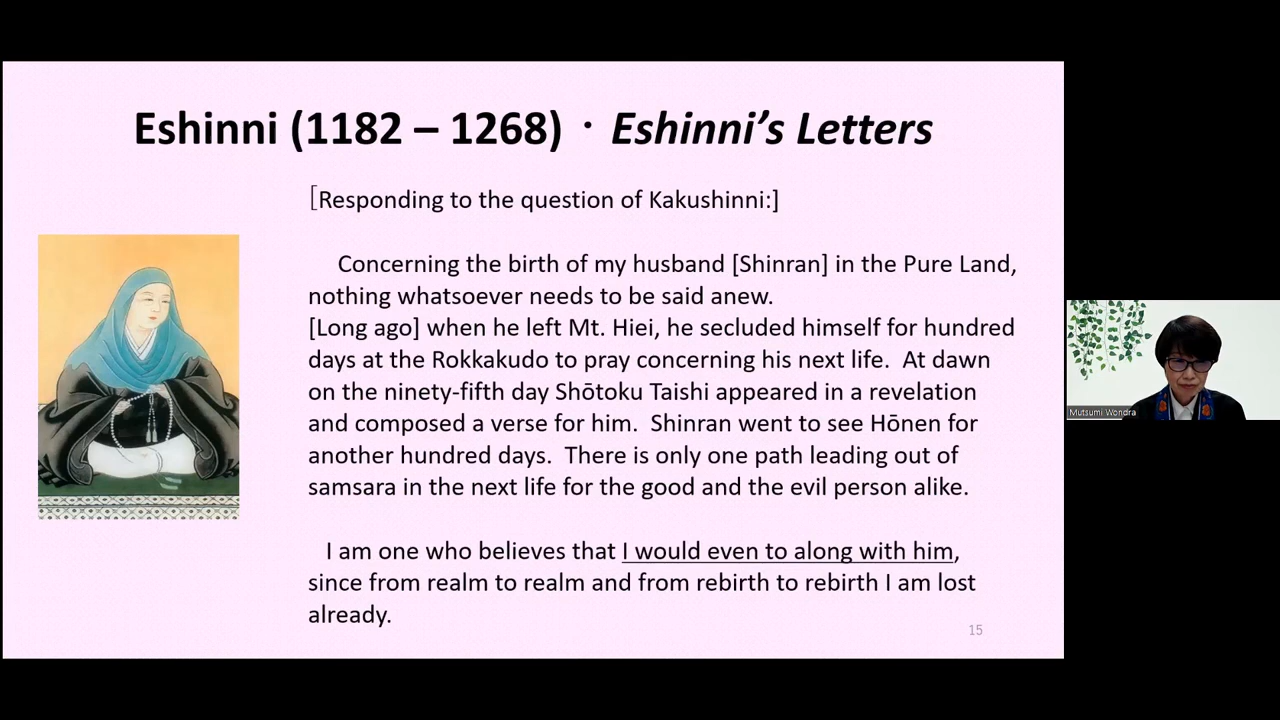 Eshinni (1182 – 1268)・Eshinni’s Letters
[Responding to the question of Kakushinni:]
Concerning the birth of my husband [Shinran] in the Pure Land,
nothing whatsoever needs to be said anew.
[Long ago] when he left Mt. Hiei, he secluded himself for hundred
days at the Rokkakudo to pray concerning his next life.  At dawn
on the ninety-fifth day Shōtoku Taishi appeared in a revelation
and composed a verse for him.  Shinran went to see Hōnen for
another hundred days.  There is only one path leading out of
samsara in the next life for the good and the evil person alike.
I am one who believes that I would even to along with him,
since from realm to realm and from rebirth to rebirth I am lost
already.
15
Mutsumi Wondra